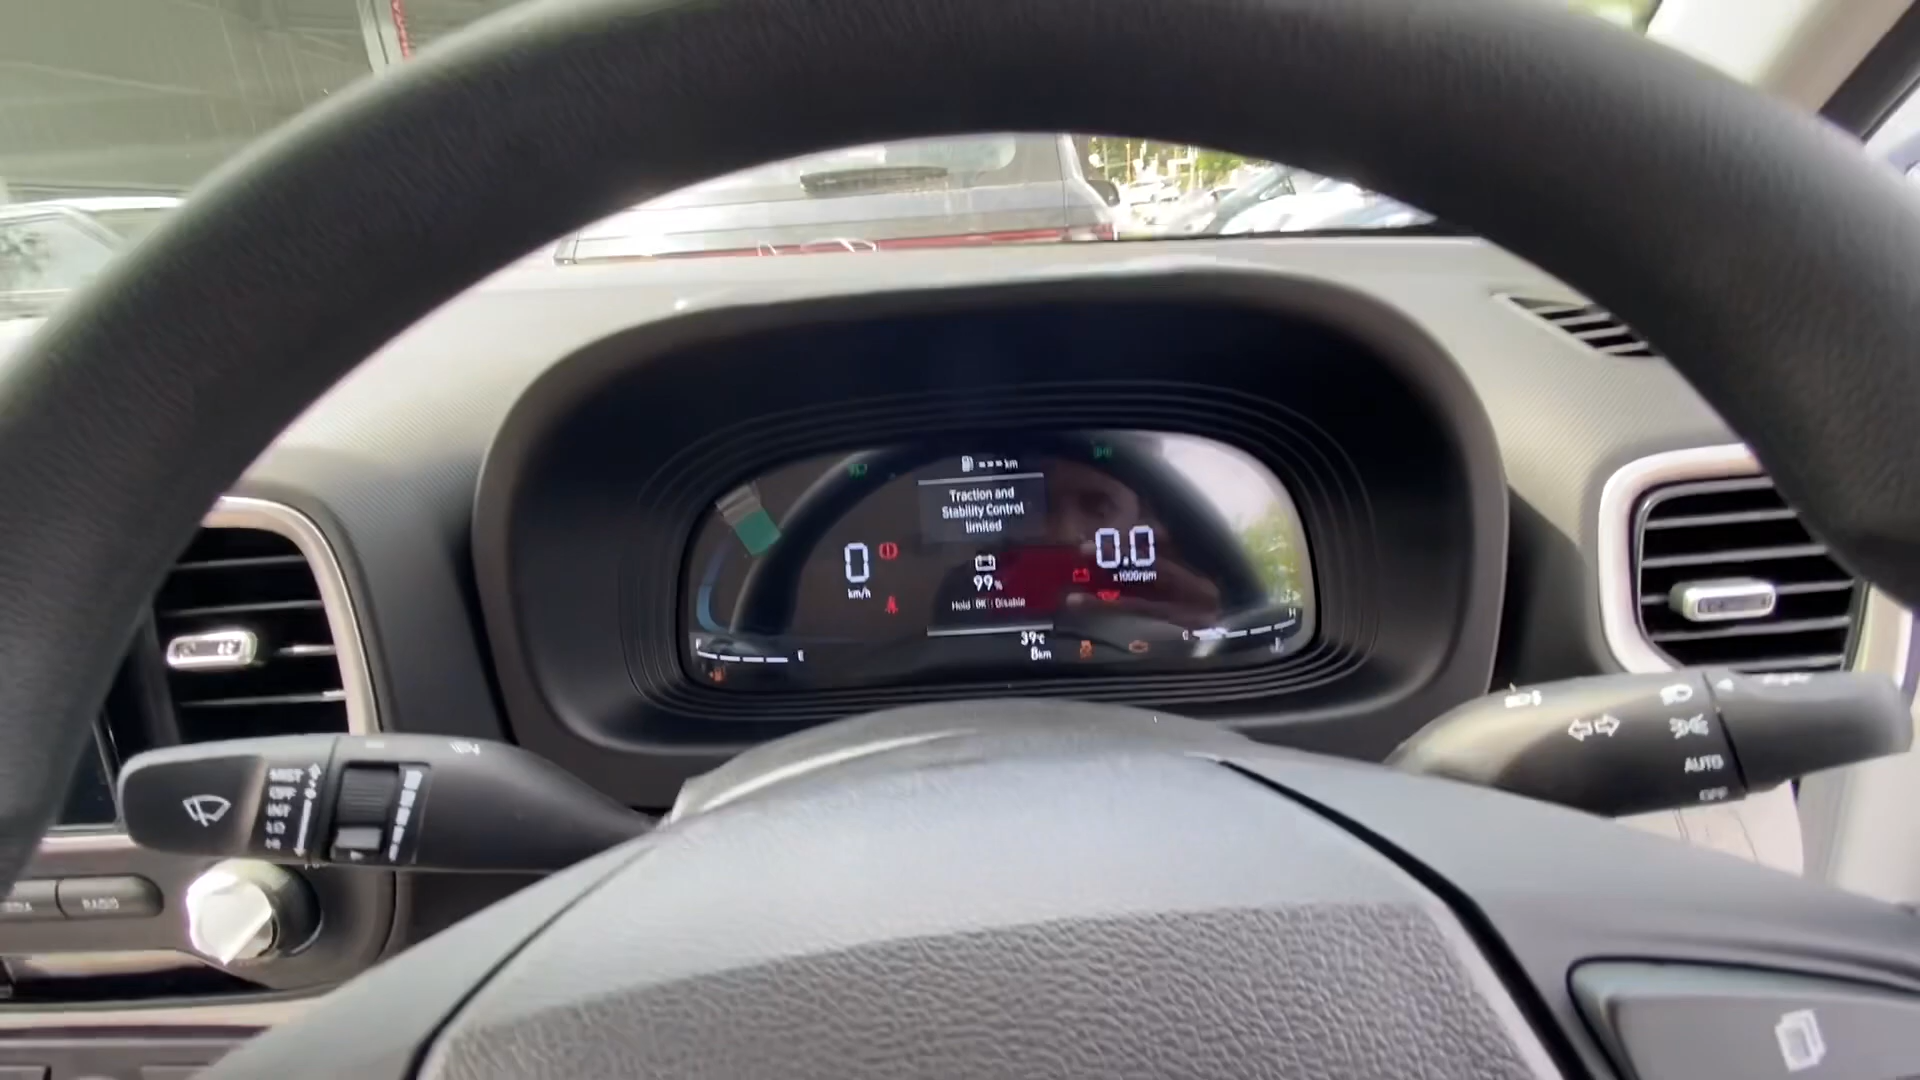 km
Traction and
Stability Control
limited
0
km/h
0.0
x1000rpm
99%
Hold OK : Disable
39°C
8km
F
E
H
MIST
OFF
INT
LO
HI
AUTO
OFF
RADIO